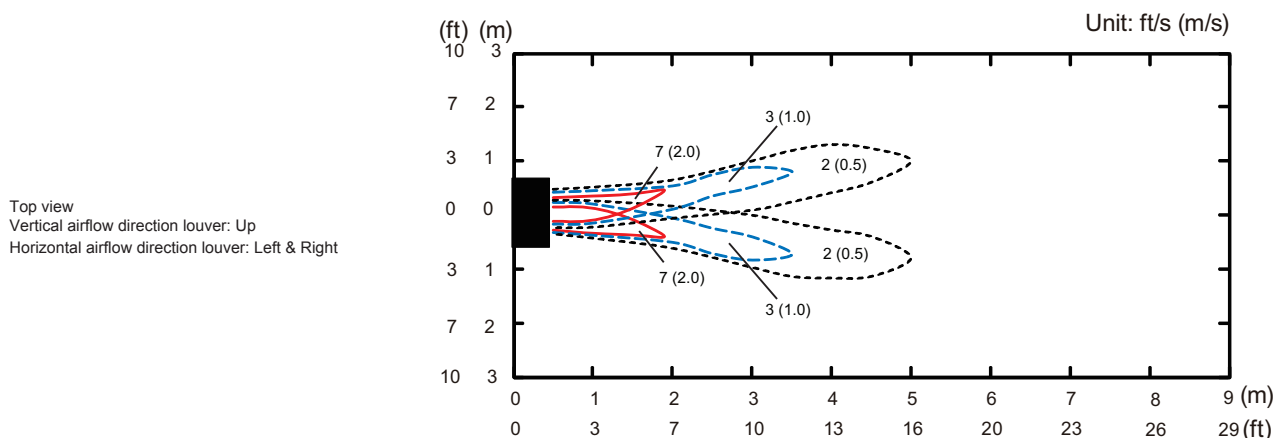 Unit: ft/s (m/s)
(ft) (m)
10 3
7 2
3 1
0 0
3 1
7 2
10 3
3 (1.0)
7 (2.0)
2 (0.5)
Top view
Vertical airflow direction louver: Up
Horizontal airflow direction louver: Left & Right
2 (0.5)
7 (2.0)
3 (1.0)
0 1 2 3 4 5 6 7 8 9 (m)
0 3 7 10 13 16 20 23 26 29 (ft)